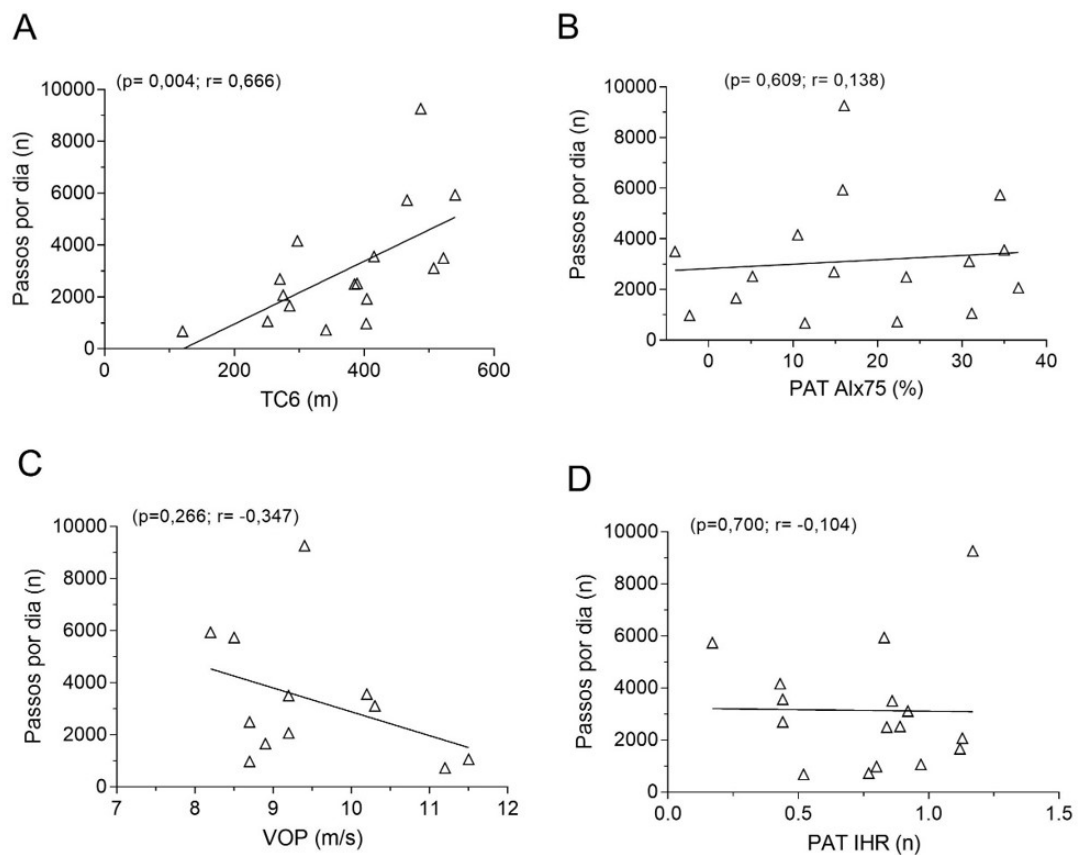 A
(p= 0,004; r= 0,666)
Passos por dia (n)
10000
8000
6000
4000
2000
0
0
200
400
600
TC6 (m)
B
(p= 0,609; r= 0,138)
Passos por dia (n)
10000
8000
6000
4000
2000
0
0
10
20
30
40
PAT AIx75 (%)
C
(p=0,266; r= -0,347)
Passos por dia (n)
10000
8000
6000
4000
2000
0
7
8
9
10
11
12
VOP (m/s)
D
(p=0,700; r= -0,104)
Passos por dia (n)
10000
8000
6000
4000
2000
0
0.0
0.5
1.0
1.5
PAT IHR (n)